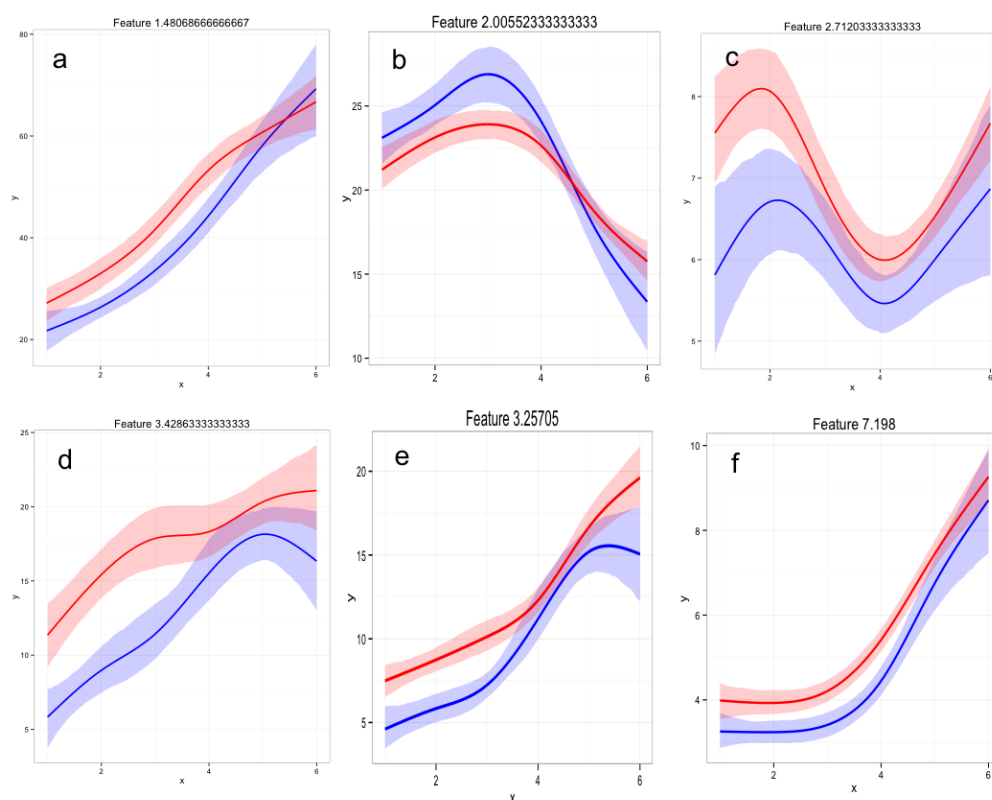 Feature 1.48068666666667
a
80
60
40
20
y
2 4 6
x
Feature 2.00552333333333
b
25
20
15
10
y
2 4 6
x
Feature 2.71203333333333
c
8
7
6
5
y
2 4 6
x
Feature 3.42863333333333
d
25
20
15
10
5
y
2 4 6
x
Feature 3.25705
e
20
15
10
5
y
2 4 6
x
Feature 7.198
f
10
8
6
4
y
2 4 6
x